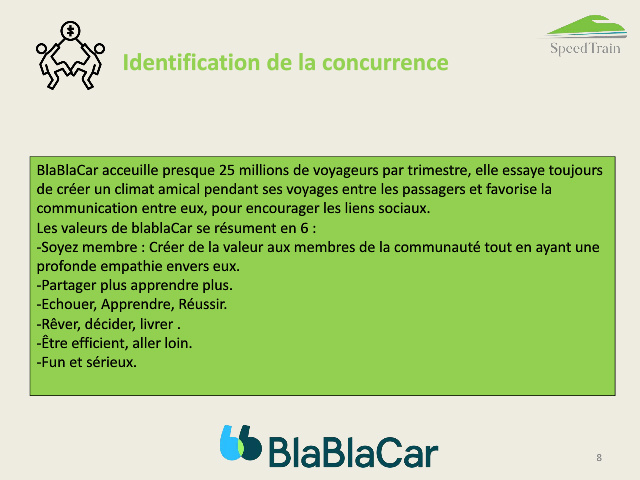 SpeedTrain
Identification de la concurrence
BlaBlaCar acceuille presque 25 millions de voyageurs par trimestre, elle essaye toujours
de créer un climat amical pendant ses voyages entre les passagers et favorise la
communication entre eux, pour encourager les liens sociaux.
Les valeurs de blablaCar se résument en 6 :
-Soyez membre : Créer de la valeur aux membres de la communauté tout en ayant une
profonde empathie envers eux.
-Partager plus apprendre plus.
-Echouer, Apprendre, Réussir.
-Rêver, décider, livrer .
-Être efficient, aller loin.
-Fun et sérieux.
BlaBlaCar
8